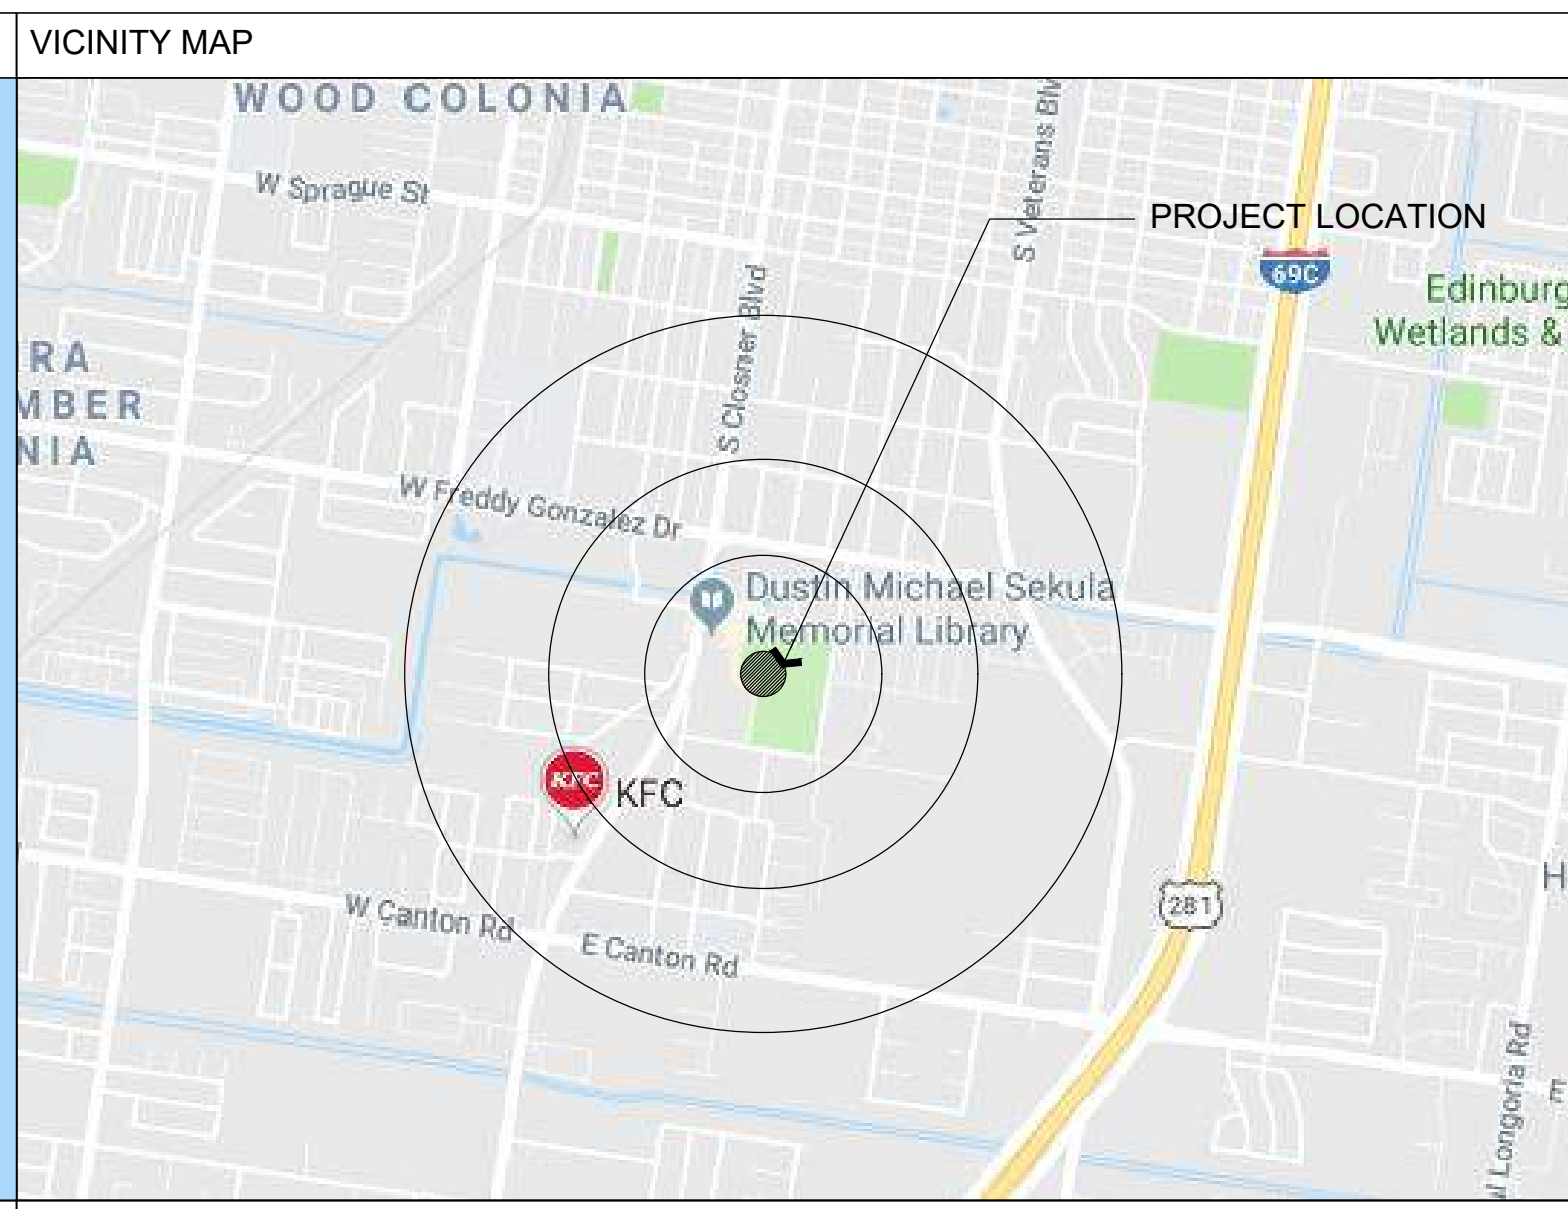 VICINITY MAP
WOOD COLONIA
W Sprague St
S Veterans Blv
PROJECT LOCATION
69C
Edinburg
Wetlands &
S Closner Blvd
RA
MBER
NIA
W Freddy Gonzalez Dr
Dustin Michael Sekula
Memorial Library
KFC
KFC
281
H
W Canton Rd
E Canton Rd
Longoria Rd
E